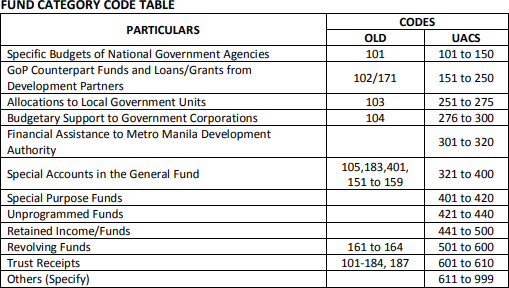 FUND CATEGORY CODE TABLE
PARTICULARS CODES
OLD UACS
Specific Budgets of National Government Agencies 101 101 to 150
GoP Counterpart Funds and Loans/Grants from
Development Partners 102/171 151 to 250
Allocations to Local Government Units 103 251 to 275
Budgetary Support to Government Corporations 104 276 to 300
Financial Assistance to Metro Manila Development
Authority 301 to 320
Special Accounts in the General Fund 105,183,401,
151 to 159 321 to 400
Special Purpose Funds 401 to 420
Unprogrammed Funds 421 to 440
Retained Income/Funds 441 to 500
Revolving Funds 161 to 164 501 to 600
Trust Receipts 101-184, 187 601 to 610
Others (Specify) 611 to 999